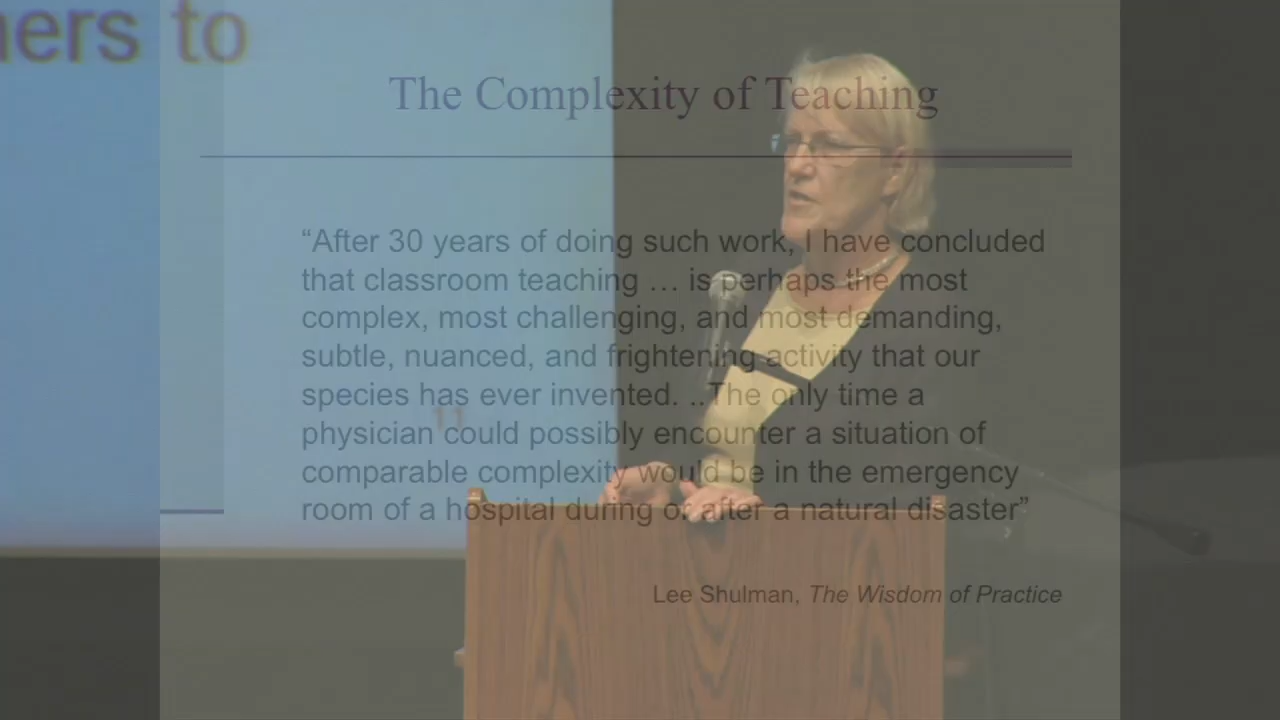 ners to
The Complexity of Teaching
“After 30 years of doing such work, I have concluded
that classroom teaching … is perhaps the most
complex, most challenging, and most demanding,
subtle, nuanced, and frightening activity that our
species has ever invented. ..The only time a
physician could possibly encounter a situation of
comparable complexity would be in the emergency
room of a hospital during or after a natural disaster”
11
Lee Shulman, The Wisdom of Practice